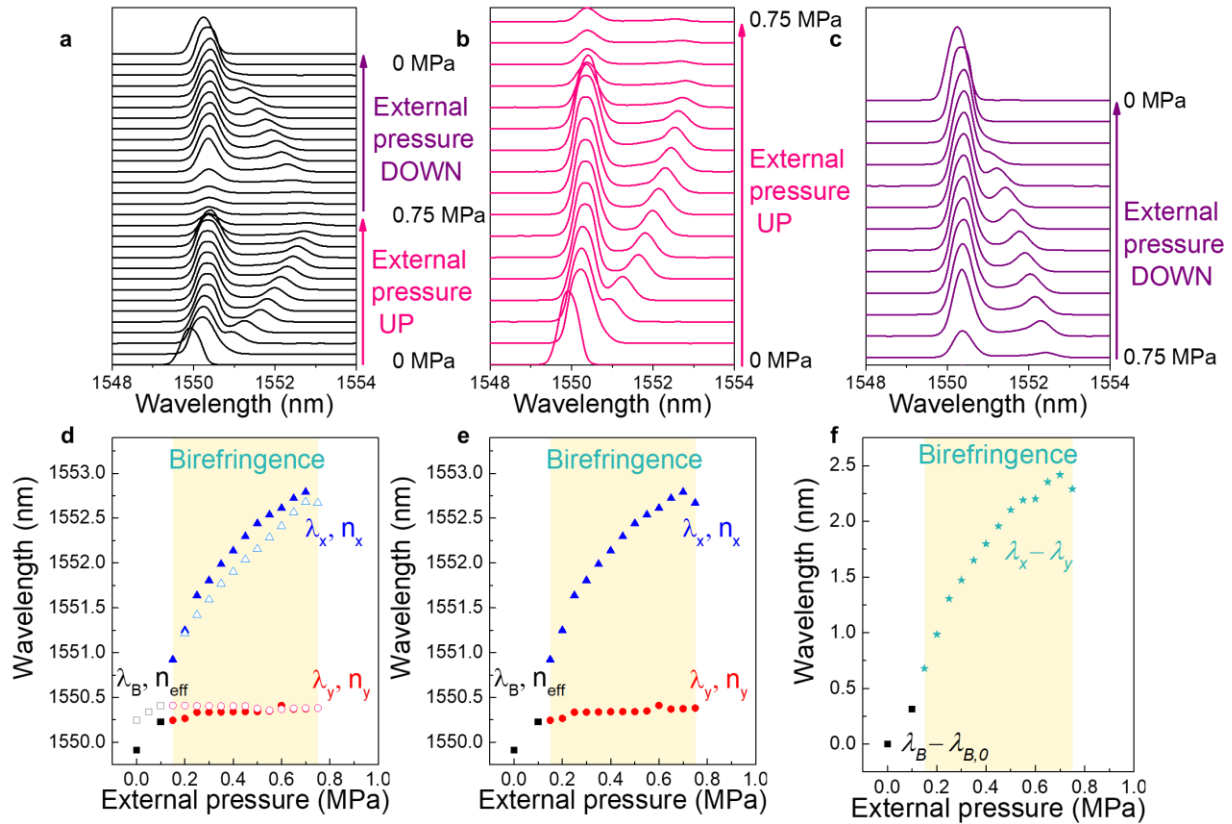 a
0 MPa
External
pressure
DOWN
0.75 MPa
External
pressure
UP
0 MPa
1548 1550 1552 1554
Wavelength (nm)
b
0.75 MPa
External
pressure
UP
0 MPa
1548 1550 1552 1554
Wavelength (nm)
c
0 MPa
External
pressure
DOWN
0.75 MPa
1548 1550 1552 1554
Wavelength (nm)
d
Birefringence
1553.0
1552.5
1552.0
1551.5
1551.0
1550.5
1550.0
Wavelength (nm)
λx, nx
λB, neff
λy, ny
0.0 0.2 0.4 0.6 0.8 1.0
External pressure (MPa)
e
Birefringence
1553.0
1552.5
1552.0
1551.5
1551.0
1550.5
1550.0
Wavelength (nm)
λx, nx
λB, neff
λy, ny
0.0 0.2 0.4 0.6 0.8 1.0
External pressure (MPa)
f
Birefringence
2.5
2.0
1.5
1.0
0.5
0.0
Wavelength (nm)
λx – λy
λB – λB,0
0.0 0.2 0.4 0.6 0.8 1.0
External pressure (MPa)